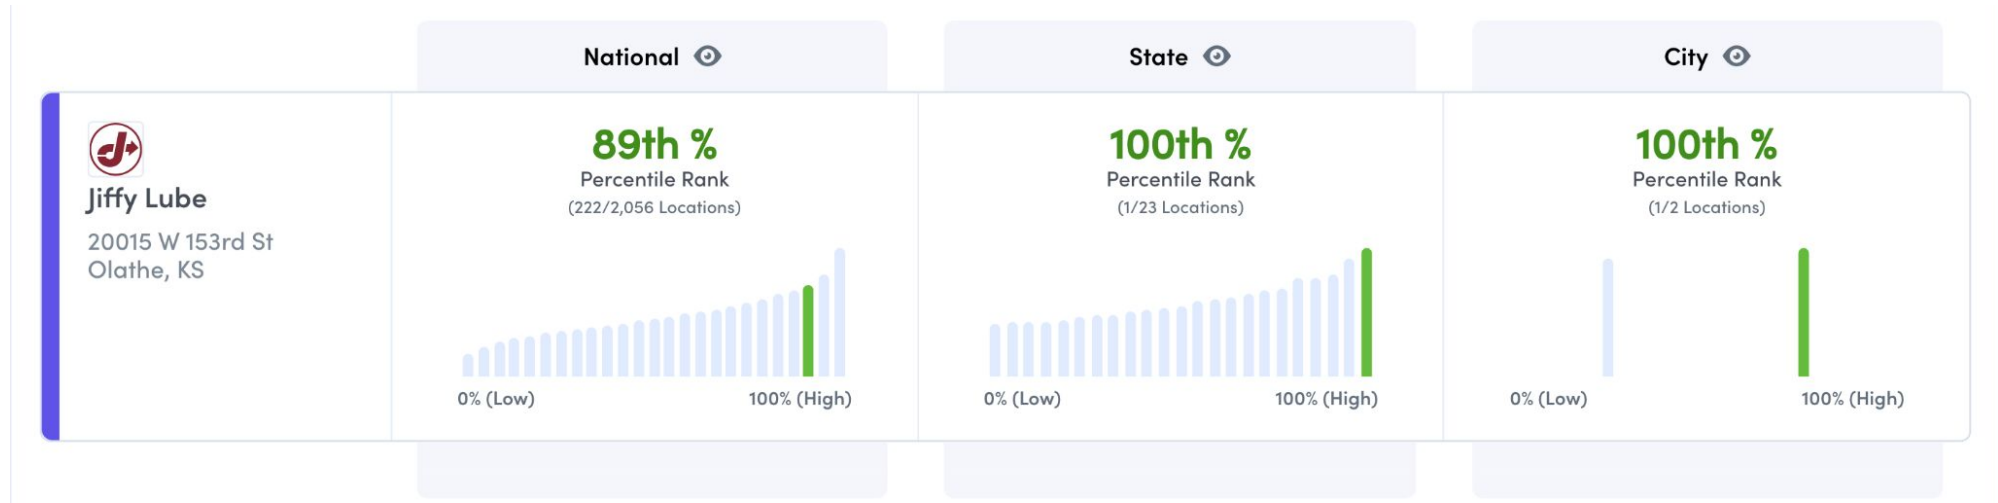 National
State
City
Jiffy Lube
20015 W 153rd St
Olathe, KS
89th %
Percentile Rank
(222/2,056 Locations)
0% (Low)
100% (High)
100th %
Percentile Rank
(1/23 Locations)
0% (Low)
100% (High)
100th %
Percentile Rank
(1/2 Locations)
0% (Low)
100% (High)